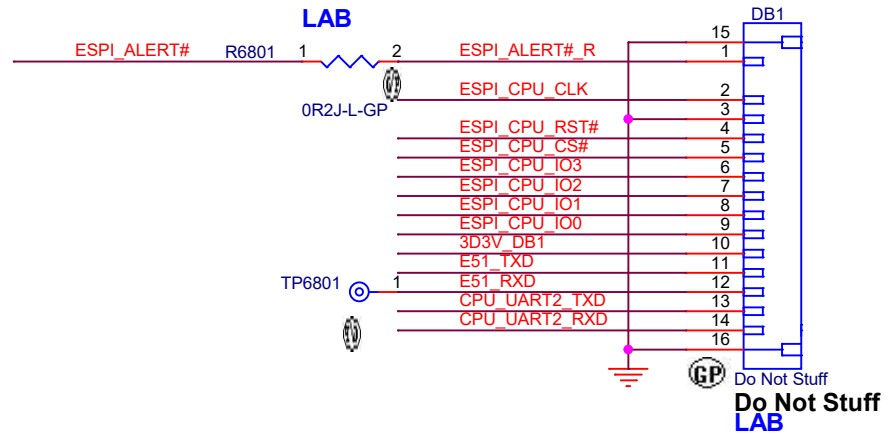 LAB
DB1
15
ESPI_ALERT# R6801 1 2 ESPI_ALERT#_R 1
0R2J-L-GP
ESPI_CPU_CLK 2
3
ESPI_CPU_RST# 4
ESPI_CPU_CS# 5
ESPI_CPU_IO3 6
ESPI_CPU_IO2 7
ESPI_CPU_IO1 8
ESPI_CPU_IO0 9
3D3V_DB1 10
E51_TXD 11
TP6801 1 E51_RXD 12
CPU_UART2_TXD 13
CPU_UART2_RXD 14
16
GP
Do Not Stuff
Do Not Stuff
LAB